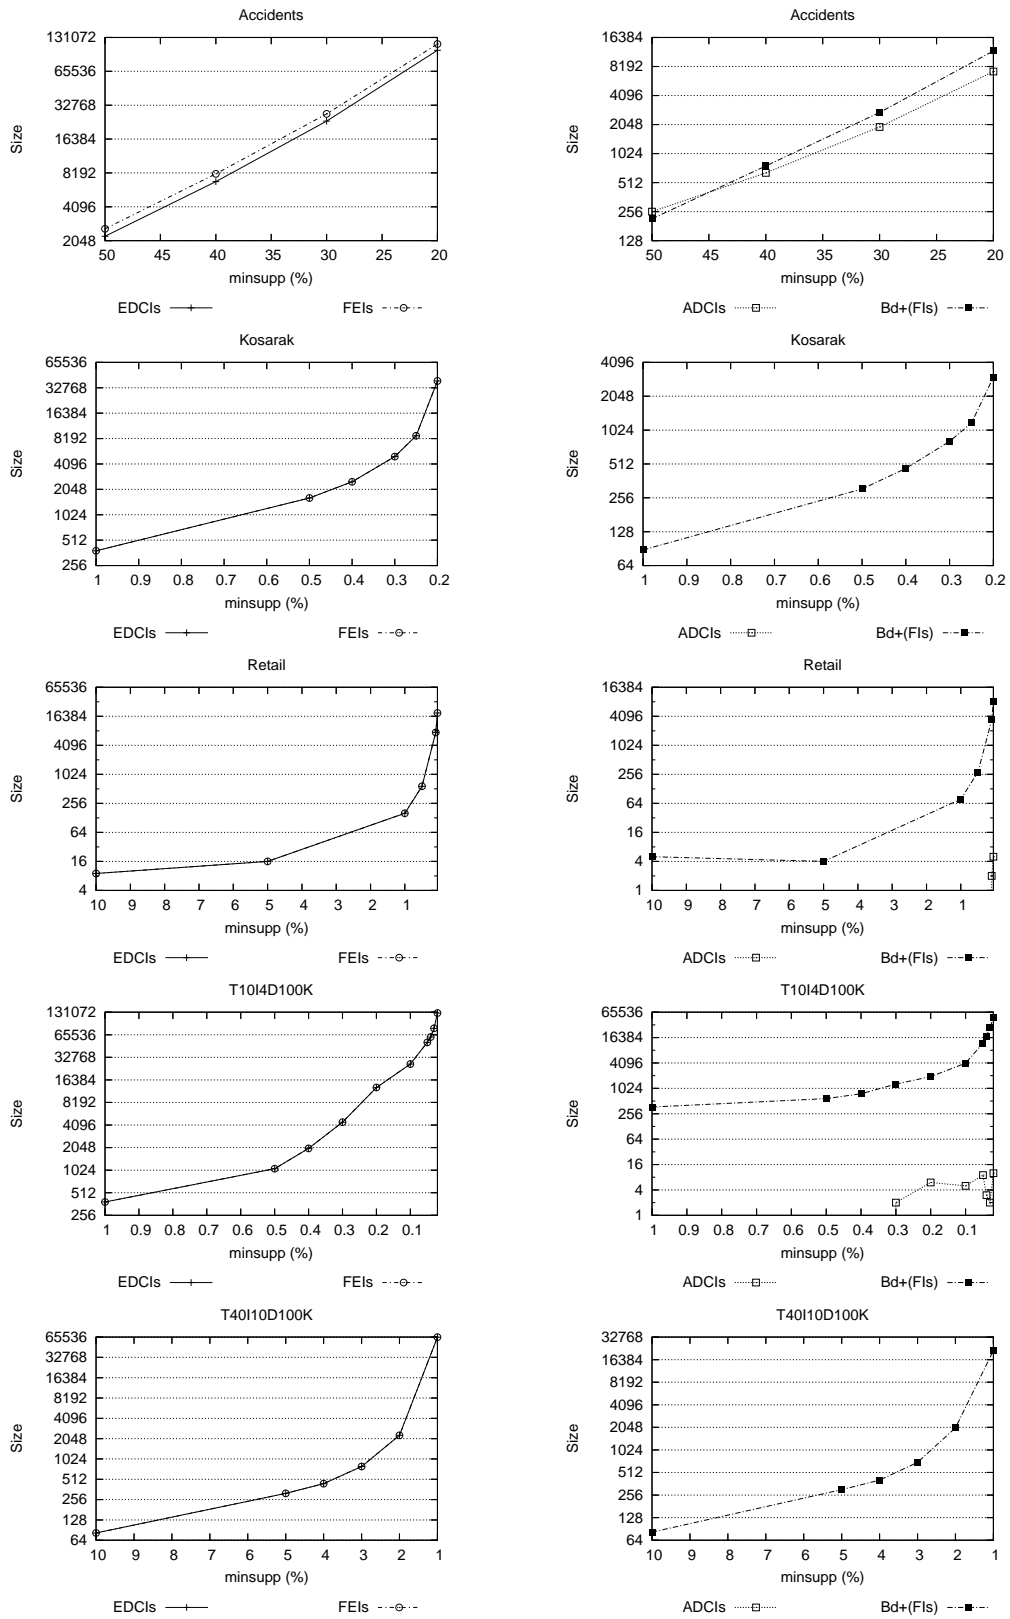 Accidents
131072
65536
32768
16384
8192
4096
2048
Size
50 45 40 35 30 25 20
minsupp (%)
EDCIs FEIs
Accidents
16384
8192
4096
2048
1024
512
256
128
Size
50 45 40 35 30 25 20
minsupp (%)
ADCIs Bd+(FIs)
Kosarak
65536
32768
16384
8192
4096
2048
1024
512
256
Size
1 0.9 0.8 0.7 0.6 0.5 0.4 0.3 0.2
minsupp (%)
EDCIs FEIs
Kosarak
4096
2048
1024
512
256
128
64
Size
1 0.9 0.8 0.7 0.6 0.5 0.4 0.3 0.2
minsupp (%)
ADCIs Bd+(FIs)
Retail
65536
16384
4096
1024
256
64
16
4
Size
10 9 8 7 6 5 4 3 2 1
minsupp (%)
EDCIs FEIs
Retail
16384
4096
1024
256
64
16
4
1
Size
10 9 8 7 6 5 4 3 2 1
minsupp (%)
ADCIs Bd+(FIs)
T10I4D100K
131072
65536
32768
16384
8192
4096
2048
1024
512
256
Size
1 0.9 0.8 0.7 0.6 0.5 0.4 0.3 0.2 0.1
minsupp (%)
EDCIs FEIs
T10I4D100K
65536
16384
4096
1024
256
64
16
4
1
Size
1 0.9 0.8 0.7 0.6 0.5 0.4 0.3 0.2 0.1
minsupp (%)
ADCIs Bd+(FIs)
T40I10D100K
65536
32768
16384
8192
4096
2048
1024
512
256
128
64
Size
10 9 8 7 6 5 4 3 2 1
minsupp (%)
EDCIs FEIs
T40I10D100K
32768
16384
8192
4096
2048
1024
512
256
128
64
Size
10 9 8 7 6 5 4 3 2 1
minsupp (%)
ADCIs Bd+(FIs)